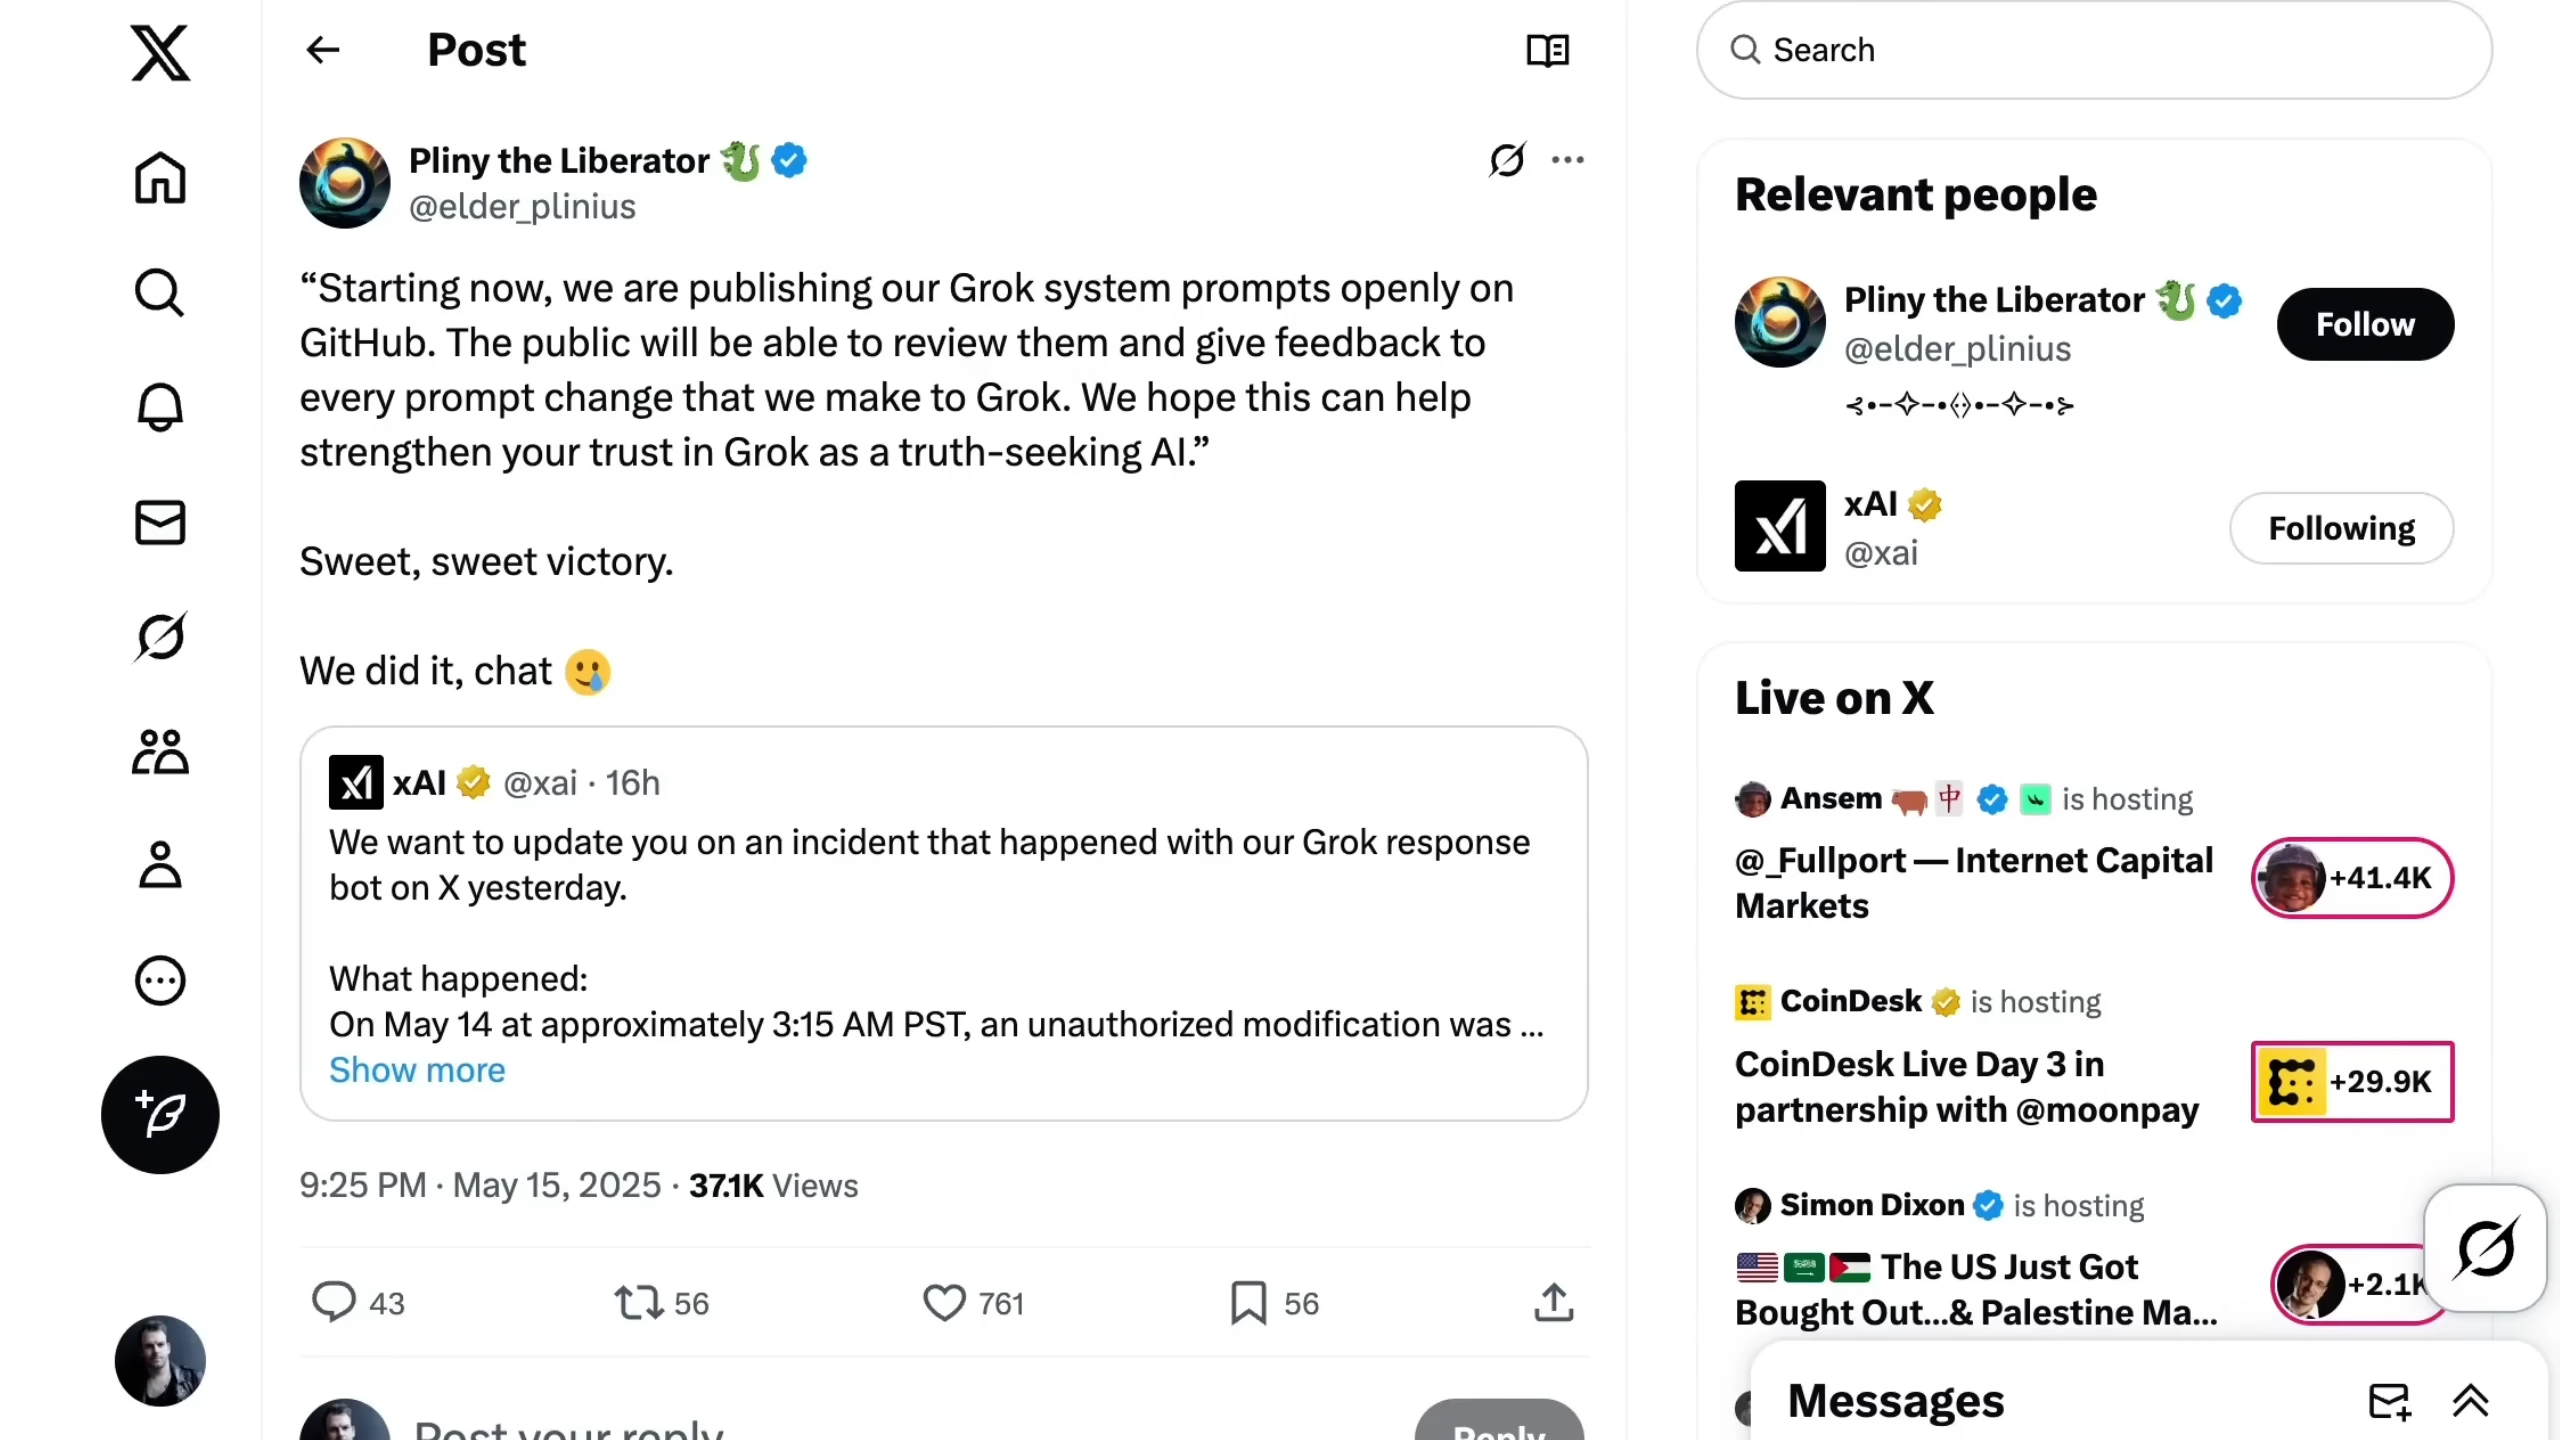 Post
Search
Pliny the Liberator 🐉
@elder_plinius
“Starting now, we are publishing our Grok system prompts openly on
GitHub. The public will be able to review them and give feedback to
every prompt change that we make to Grok. We hope this can help
strengthen your trust in Grok as a truth-seeking AI.”
Sweet, sweet victory.
We did it, chat 🥲
xAI @xai · 16h
We want to update you on an incident that happened with our Grok response
bot on X yesterday.
What happened:
On May 14 at approximately 3:15 AM PST, an unauthorized modification was ...
Show more
9:25 PM · May 15, 2025 · 37.1K Views
43 56 761 56
Post your reply
Reply
Relevant people
Pliny the Liberator 🐉
@elder_plinius
Follow
⊰•-✧-•⟨⟩•-✧-•⊱
xAI
@xai
Following
Live on X
Ansem 🐂🀄 is hosting
@_Fullport — Internet Capital
Markets
+41.4K
CoinDesk is hosting
CoinDesk Live Day 3 in
partnership with @moonpay
+29.9K
Simon Dixon is hosting
🇺🇸🇸🇦🇵🇸 The US Just Got
Bought Out...& Palestine Ma...
+2.1K
Messages